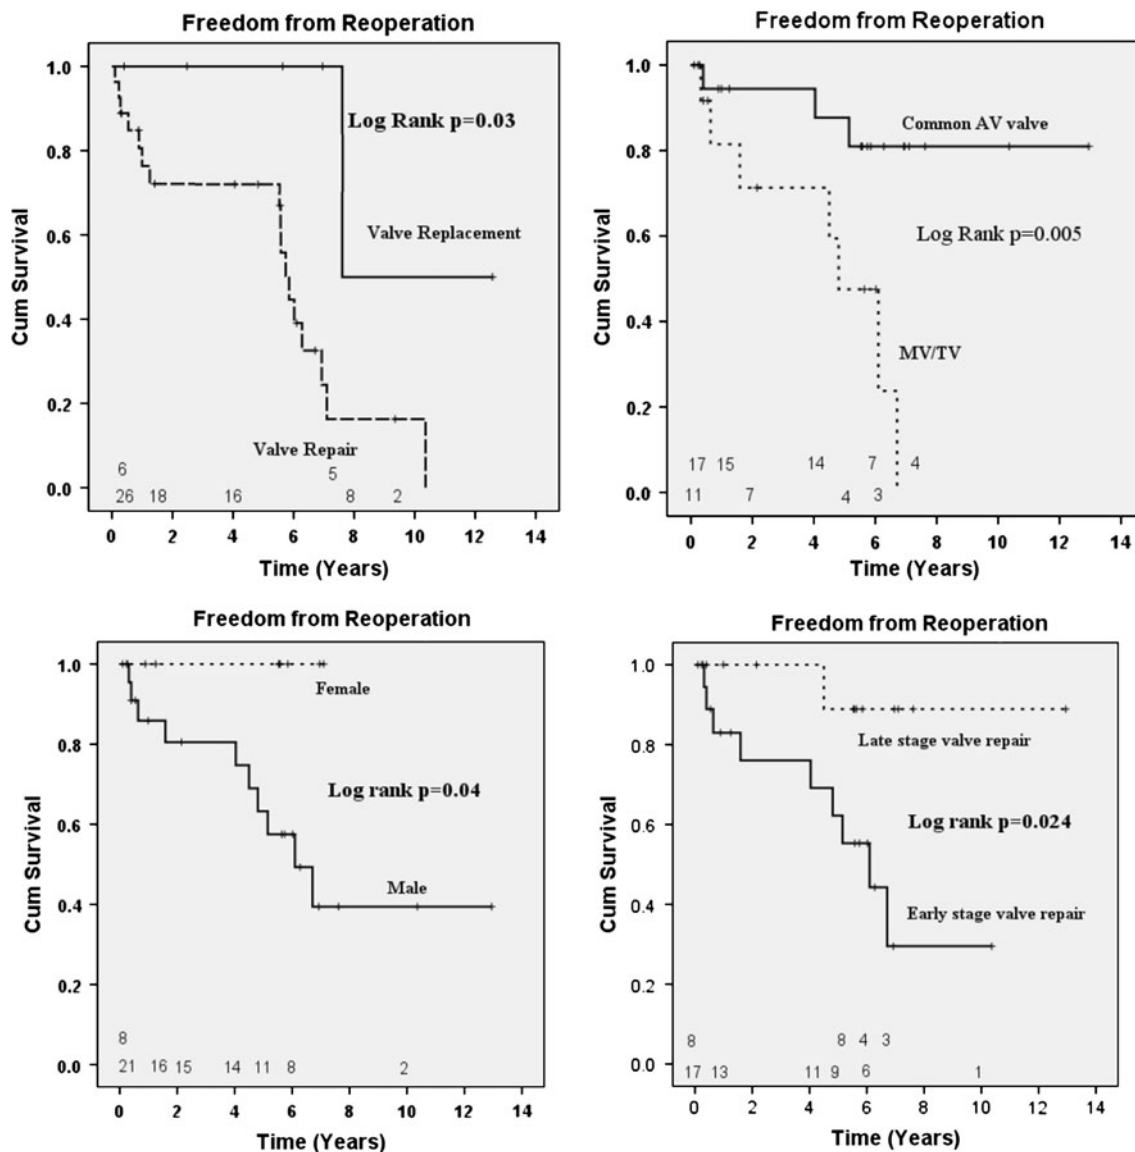 Freedom from Reoperation
Cum Survival
1.0
0.8
0.6
0.4
0.2
0.0
Log Rank p=0.03
Valve Replacement
Valve Repair
6 5
26 18 16 8 2
0 2 4 6 8 10 12 14
Time (Years)
Freedom from Reoperation
Cum Survival
1.0
0.8
0.6
0.4
0.2
0.0
Common AV valve
Log Rank p=0.005
MV/TV
17 15 14 7 4
11 7 4 3
0 2 4 6 8 10 12 14
Time (Years)
Freedom from Reoperation
Cum Survival
1.0
0.8
0.6
0.4
0.2
0.0
Female
Log rank p=0.04
Male
8
21 16 15 14 11 8 2
0 2 4 6 8 10 12 14
Time (Years)
Freedom from Reoperation
Cum Survival
1.0
0.8
0.6
0.4
0.2
0.0
Late stage valve repair
Log rank p=0.024
Early stage valve repair
8 8 4 3
17 13 11 9 6 1
0 2 4 6 8 10 12 14
Time (Years)